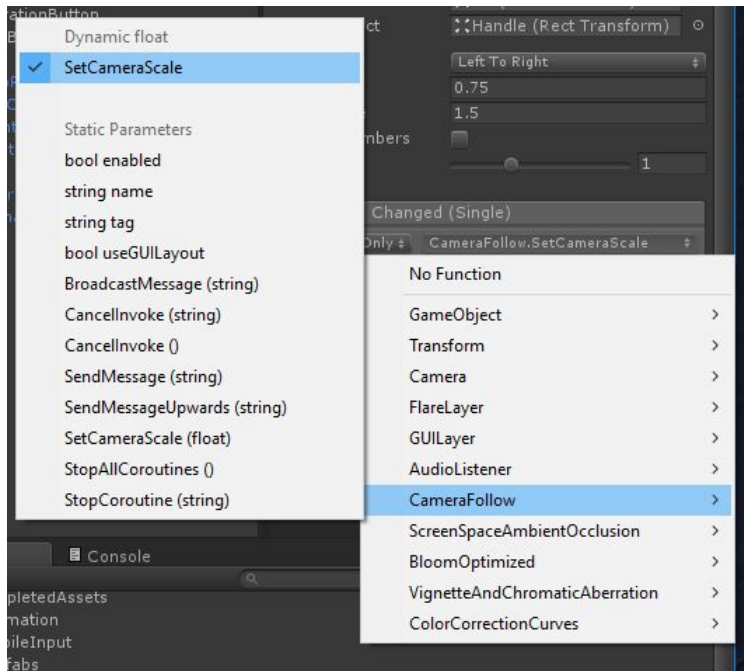 rationButton
Dynamic float
SetCameraScale
Static Parameters
bool enabled
string name
string tag
bool useGUILayout
BroadcastMessage (string)
CancelInvoke (string)
CancelInvoke ()
SendMessage (string)
SendMessageUpwards (string)
SetCameraScale (float)
StopAllCoroutines ()
StopCoroutine (string)
ct
Handle (Rect Transform)
Left To Right
0.75
1.5
mbers
1
Changed (Single)
Only
CameraFollow.SetCameraScale
No Function
GameObject
Transform
Camera
FlareLayer
GUILayer
AudioListener
CameraFollow
ScreenSpaceAmbientOcclusion
BloomOptimized
VignetteAndChromaticAberration
ColorCorrectionCurves
Console
pletedAssets
mation
bileInput
fabs